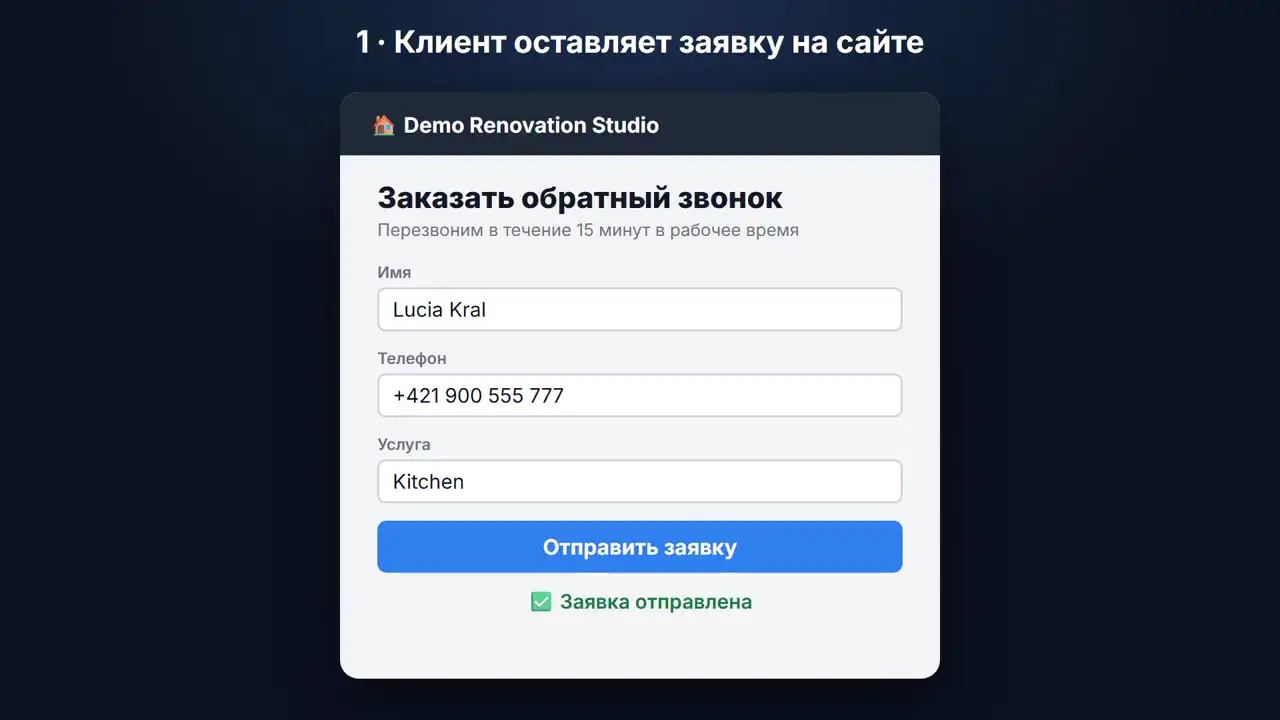 1 · Клиент оставляет заявку на сайте
Demo Renovation Studio
Заказать обратный звонок
Перезвоним в течение 15 минут в рабочее время
Имя
Lucia Kral
Телефон
+421 900 555 777
Услуга
Kitchen
Отправить заявку
✅ Заявка отправлена